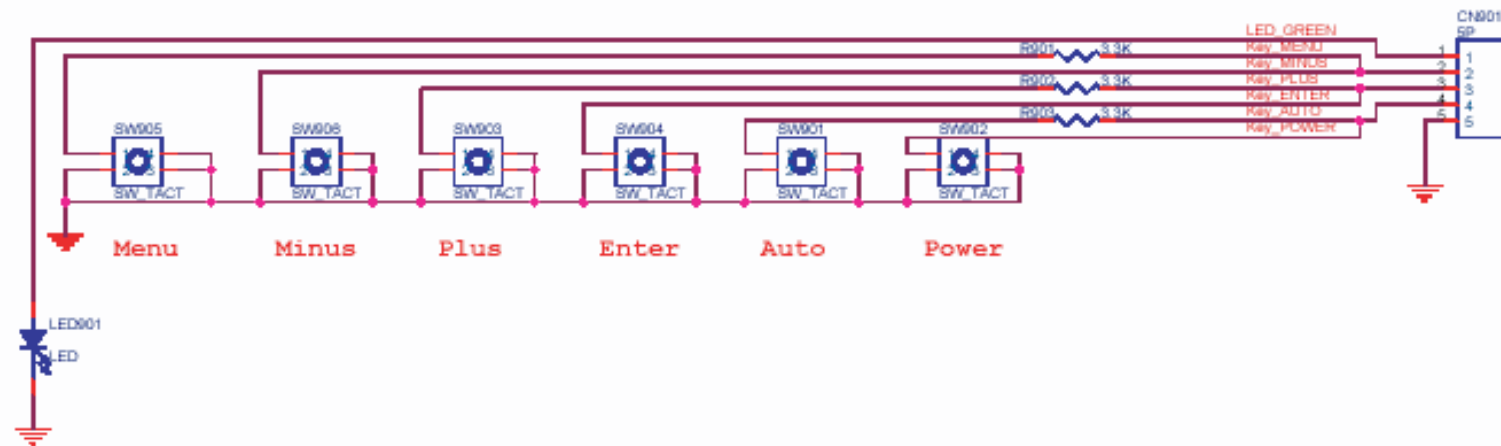 CN901
5P
LED_GREEN
R901 3.3K Key_MENU
Key_MINUS
R902 3.3K Key_PLUS
Key_ENTER
R903 3.3K Key_AUTO
Key_POWER
1 1
2 2
3 3
4 4
5 5
SW905 SW906 SW903 SW904 SW901 SW902
SW_TACT SW_TACT SW_TACT SW_TACT SW_TACT SW_TACT
Menu Minus Plus Enter Auto Power
LED901
LED